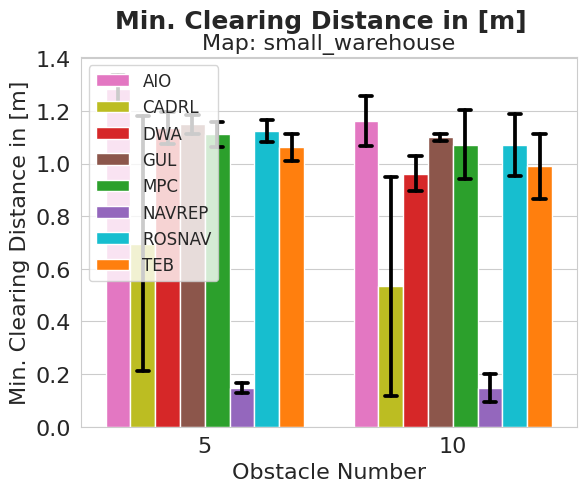 Min. Clearing Distance in [m]
Map: small_warehouse
Min. Clearing Distance in [m]
1.4
1.2
1.0
0.8
0.6
0.4
0.2
0.0
AIO
CADRL
DWA
GUL
MPC
NAVREP
ROSNAV
TEB
5
10
Obstacle Number